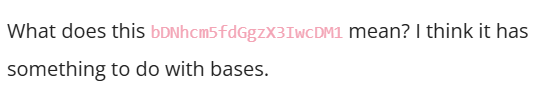 What does this bDNhcm5fdGgzX3IwcDM1 mean? I think it has
something to do with bases.